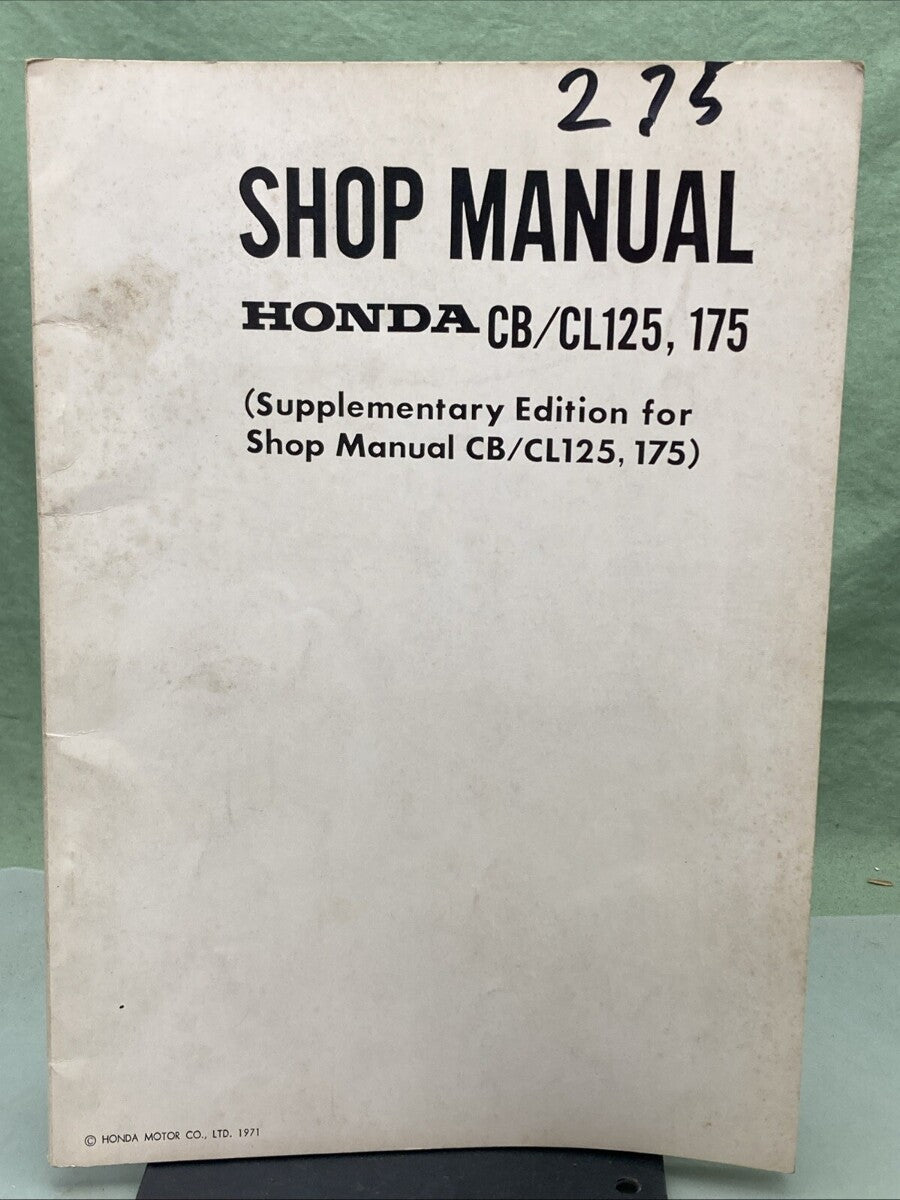 275
SHOP MANUAL
HONDA CB/CL125, 175
(Supplementary Edition for
Shop Manual CB/CL125, 175)
© HONDA MOTOR CO., LTD. 1971